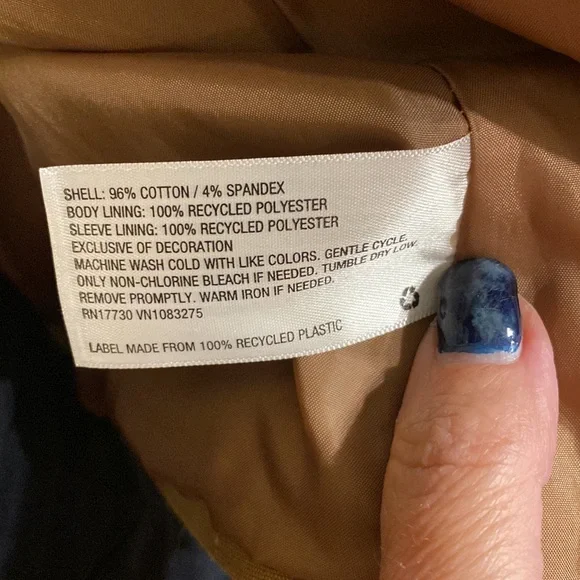 SHELL: 96% COTTON / 4% SPANDEX
BODY LINING: 100% RECYCLED POLYESTER
SLEEVE LINING: 100% RECYCLED POLYESTER
EXCLUSIVE OF DECORATION
MACHINE WASH COLD WITH LIKE COLORS. GENTLE CYCLE.
ONLY NON-CHLORINE BLEACH IF NEEDED. TUMBLE DRY LOW.
REMOVE PROMPTLY. WARM IRON IF NEEDED.
RN17730 VN1083275
LABEL MADE FROM 100% RECYCLED PLASTIC